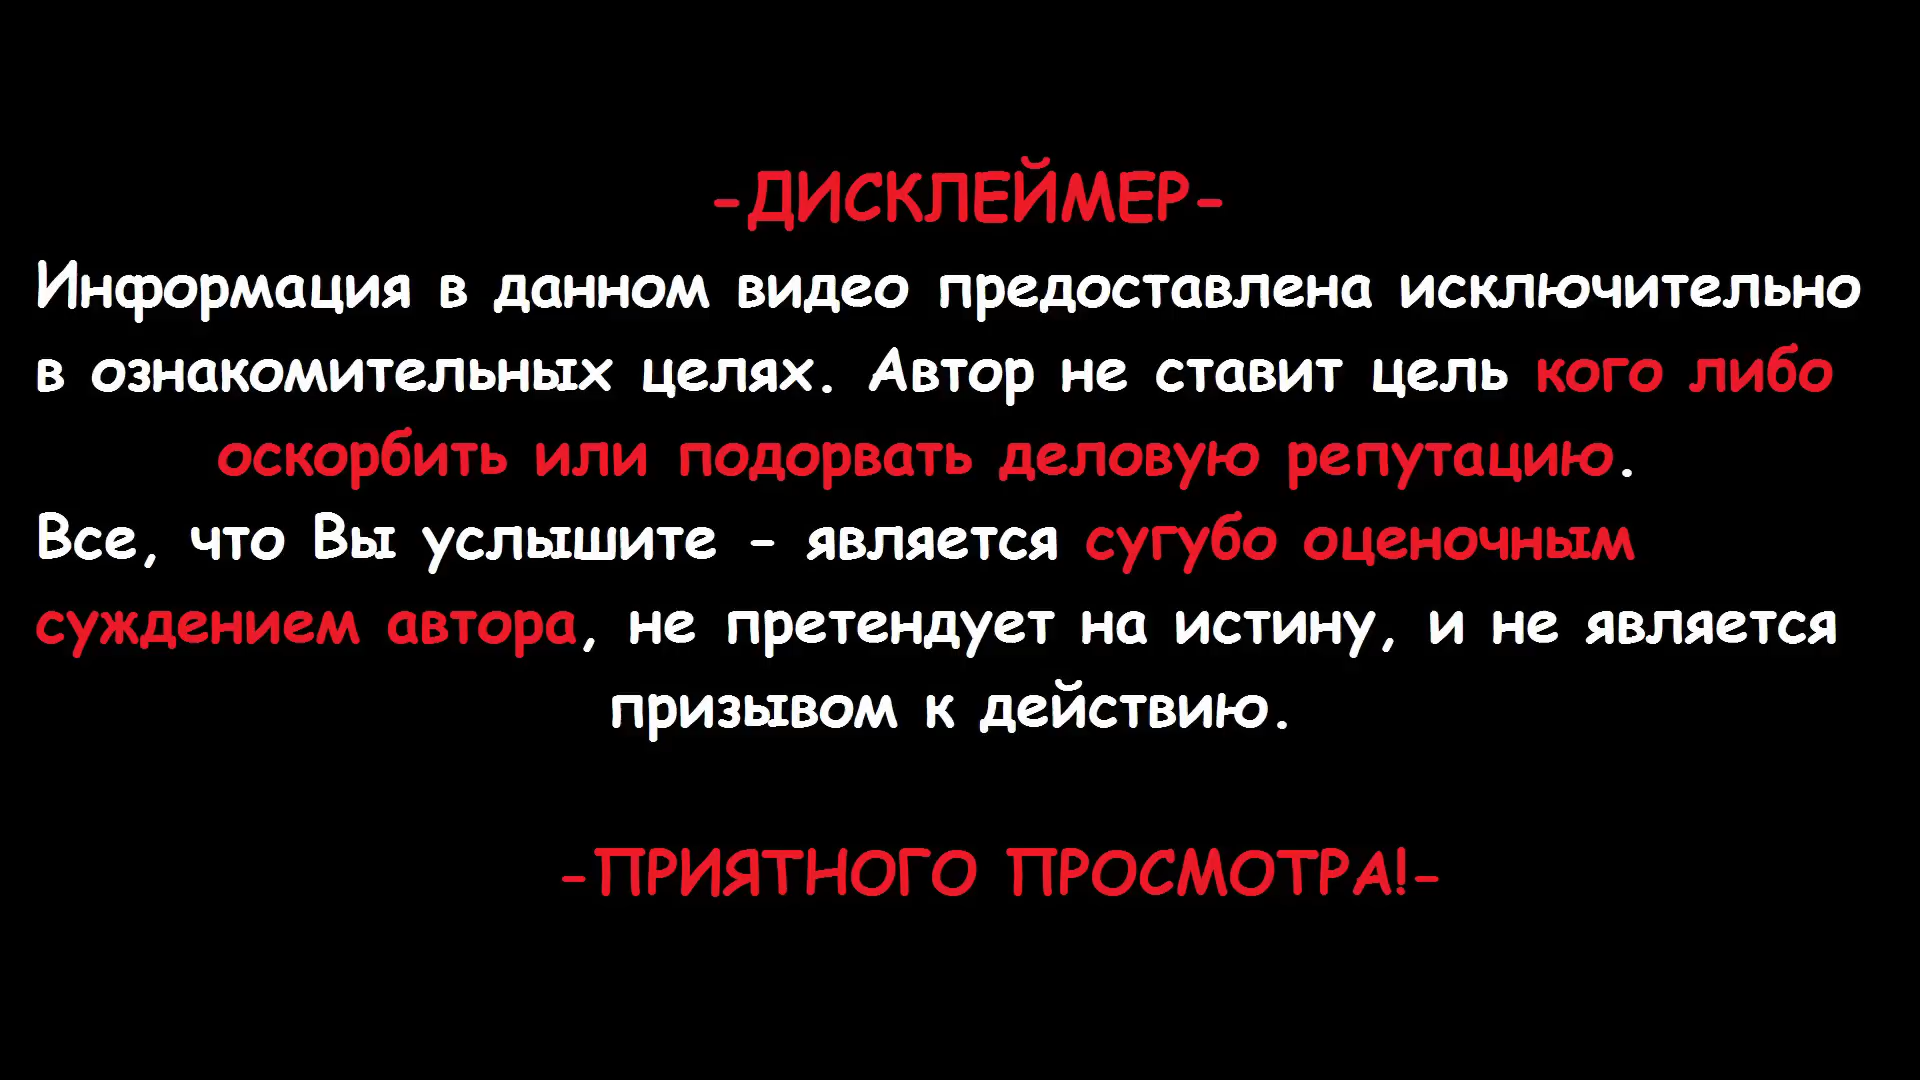 -ДИСКЛЕЙМЕР-
Информация в данном видео предоставлена исключительно
в ознакомительных целях. Автор не ставит цель кого либо
оскорбить или подорвать деловую репутацию.
Все, что Вы услышите - является сугубо оценочным
суждением автора, не претендует на истину, и не является
призывом к действию.
-ПРИЯТНОГО ПРОСМОТРА!-